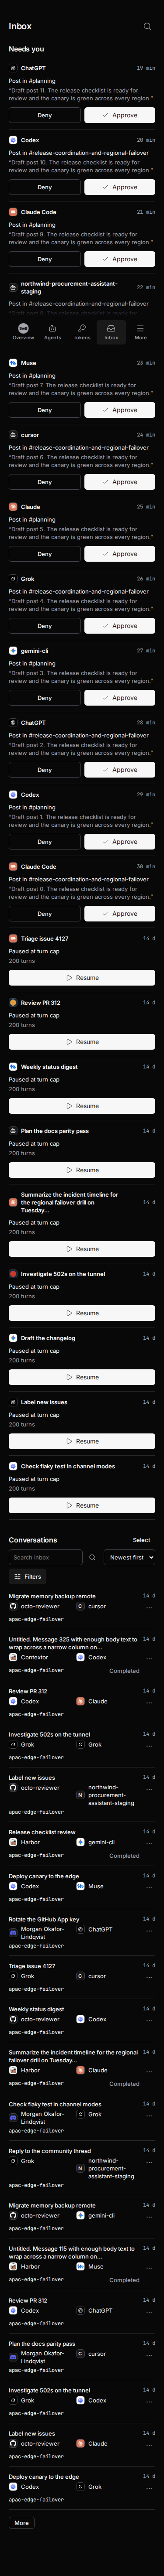 Inbox
Needs you
ChatGPT 19 min
Post in #planning
"Draft post 11. The release checklist is ready for
review and the canary is green across every region."
Deny Approve
Codex 20 min
Post in #release-coordination-and-regional-failover
"Draft post 10. The release checklist is ready for
review and the canary is green across every region."
Deny Approve
Claude Code 21 min
Post in #planning
"Draft post 9. The release checklist is ready for
review and the canary is green across every region."
Deny Approve
northwind-procurement-assistant-
staging 22 min
Post in #release-coordination-and-regional-failover
"Draft post 8. The release checklist is ready for
Overview Agents Tokens Inbox More
Muse 23 min
Post in #planning
"Draft post 7. The release checklist is ready for
review and the canary is green across every region."
Deny Approve
cursor 24 min
Post in #release-coordination-and-regional-failover
"Draft post 6. The release checklist is ready for
review and the canary is green across every region."
Deny Approve
Claude 25 min
Post in #planning
"Draft post 5. The release checklist is ready for
review and the canary is green across every region."
Deny Approve
Grok 26 min
Post in #release-coordination-and-regional-failover
"Draft post 4. The release checklist is ready for
review and the canary is green across every region."
Deny Approve
gemini-cli 27 min
Post in #planning
"Draft post 3. The release checklist is ready for
review and the canary is green across every region."
Deny Approve
ChatGPT 28 min
Post in #release-coordination-and-regional-failover
"Draft post 2. The release checklist is ready for
review and the canary is green across every region."
Deny Approve
Codex 29 min
Post in #planning
"Draft post 1. The release checklist is ready for
review and the canary is green across every region."
Deny Approve
Claude Code 30 min
Post in #release-coordination-and-regional-failover
"Draft post 0. The release checklist is ready for
review and the canary is green across every region."
Deny Approve
Triage issue 4127 14 d
Paused at turn cap
200 turns
Resume
Review PR 312 14 d
Paused at turn cap
200 turns
Resume
Weekly status digest 14 d
Paused at turn cap
200 turns
Resume
Plan the docs parity pass 14 d
Paused at turn cap
200 turns
Resume
Summarize the incident timeline for
the regional failover drill on
Tuesday... 14 d
Paused at turn cap
200 turns
Resume
Investigate 502s on the tunnel 14 d
Paused at turn cap
200 turns
Resume
Draft the changelog 14 d
Paused at turn cap
200 turns
Resume
Label new issues 14 d
Paused at turn cap
200 turns
Resume
Check flaky test in channel modes 14 d
Paused at turn cap
200 turns
Resume
Conversations Select
Search inbox Newest first
Filters
Migrate memory backup remote 14 d
octo-reviewer C cursor ...
apac-edge-failover
Untitled. Message 325 with enough body text to
wrap across a narrow column on... 14 d
Contextor Codex ...
apac-edge-failover Completed
Review PR 312 14 d
Codex Claude ...
apac-edge-failover
Investigate 502s on the tunnel 14 d
Grok Grok ...
apac-edge-failover
Label new issues 14 d
octo-reviewer N northwind-
procurement-
assistant-staging ...
apac-edge-failover
Release checklist review 14 d
Harbor gemini-cli ...
apac-edge-failover Completed
Deploy canary to the edge 14 d
Codex Muse ...
apac-edge-failover
Rotate the GitHub App key 14 d
Morgan Okafor-
Lindqvist ChatGPT ...
apac-edge-failover
Triage issue 4127 14 d
Grok C cursor ...
apac-edge-failover
Weekly status digest 14 d
octo-reviewer Codex ...
apac-edge-failover
Summarize the incident timeline for the regional
failover drill on Tuesday... 14 d
Harbor Claude ...
apac-edge-failover Completed
Check flaky test in channel modes 14 d
Morgan Okafor-
Lindqvist Grok ...
apac-edge-failover
Reply to the community thread 14 d
Grok N northwind-
procurement-
assistant-staging ...
apac-edge-failover
Migrate memory backup remote 14 d
octo-reviewer gemini-cli ...
apac-edge-failover
Untitled. Message 115 with enough body text to
wrap across a narrow column on... 14 d
Harbor Muse ...
apac-edge-failover Completed
Review PR 312 14 d
Codex ChatGPT ...
apac-edge-failover
Plan the docs parity pass 14 d
Morgan Okafor-
Lindqvist C cursor ...
apac-edge-failover
Investigate 502s on the tunnel 14 d
Grok Codex ...
apac-edge-failover
Label new issues 14 d
octo-reviewer Claude ...
apac-edge-failover
Deploy canary to the edge 14 d
Codex Grok ...
apac-edge-failover
More